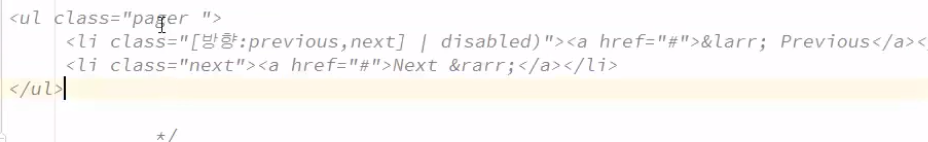 <ul class="pager ">
<li class="[방향:previous,next] | disabled)"><a href="#">&larr; Previous</a><
<li class="next"><a href="#">Next &rarr;</a></li>
</ul>
*/